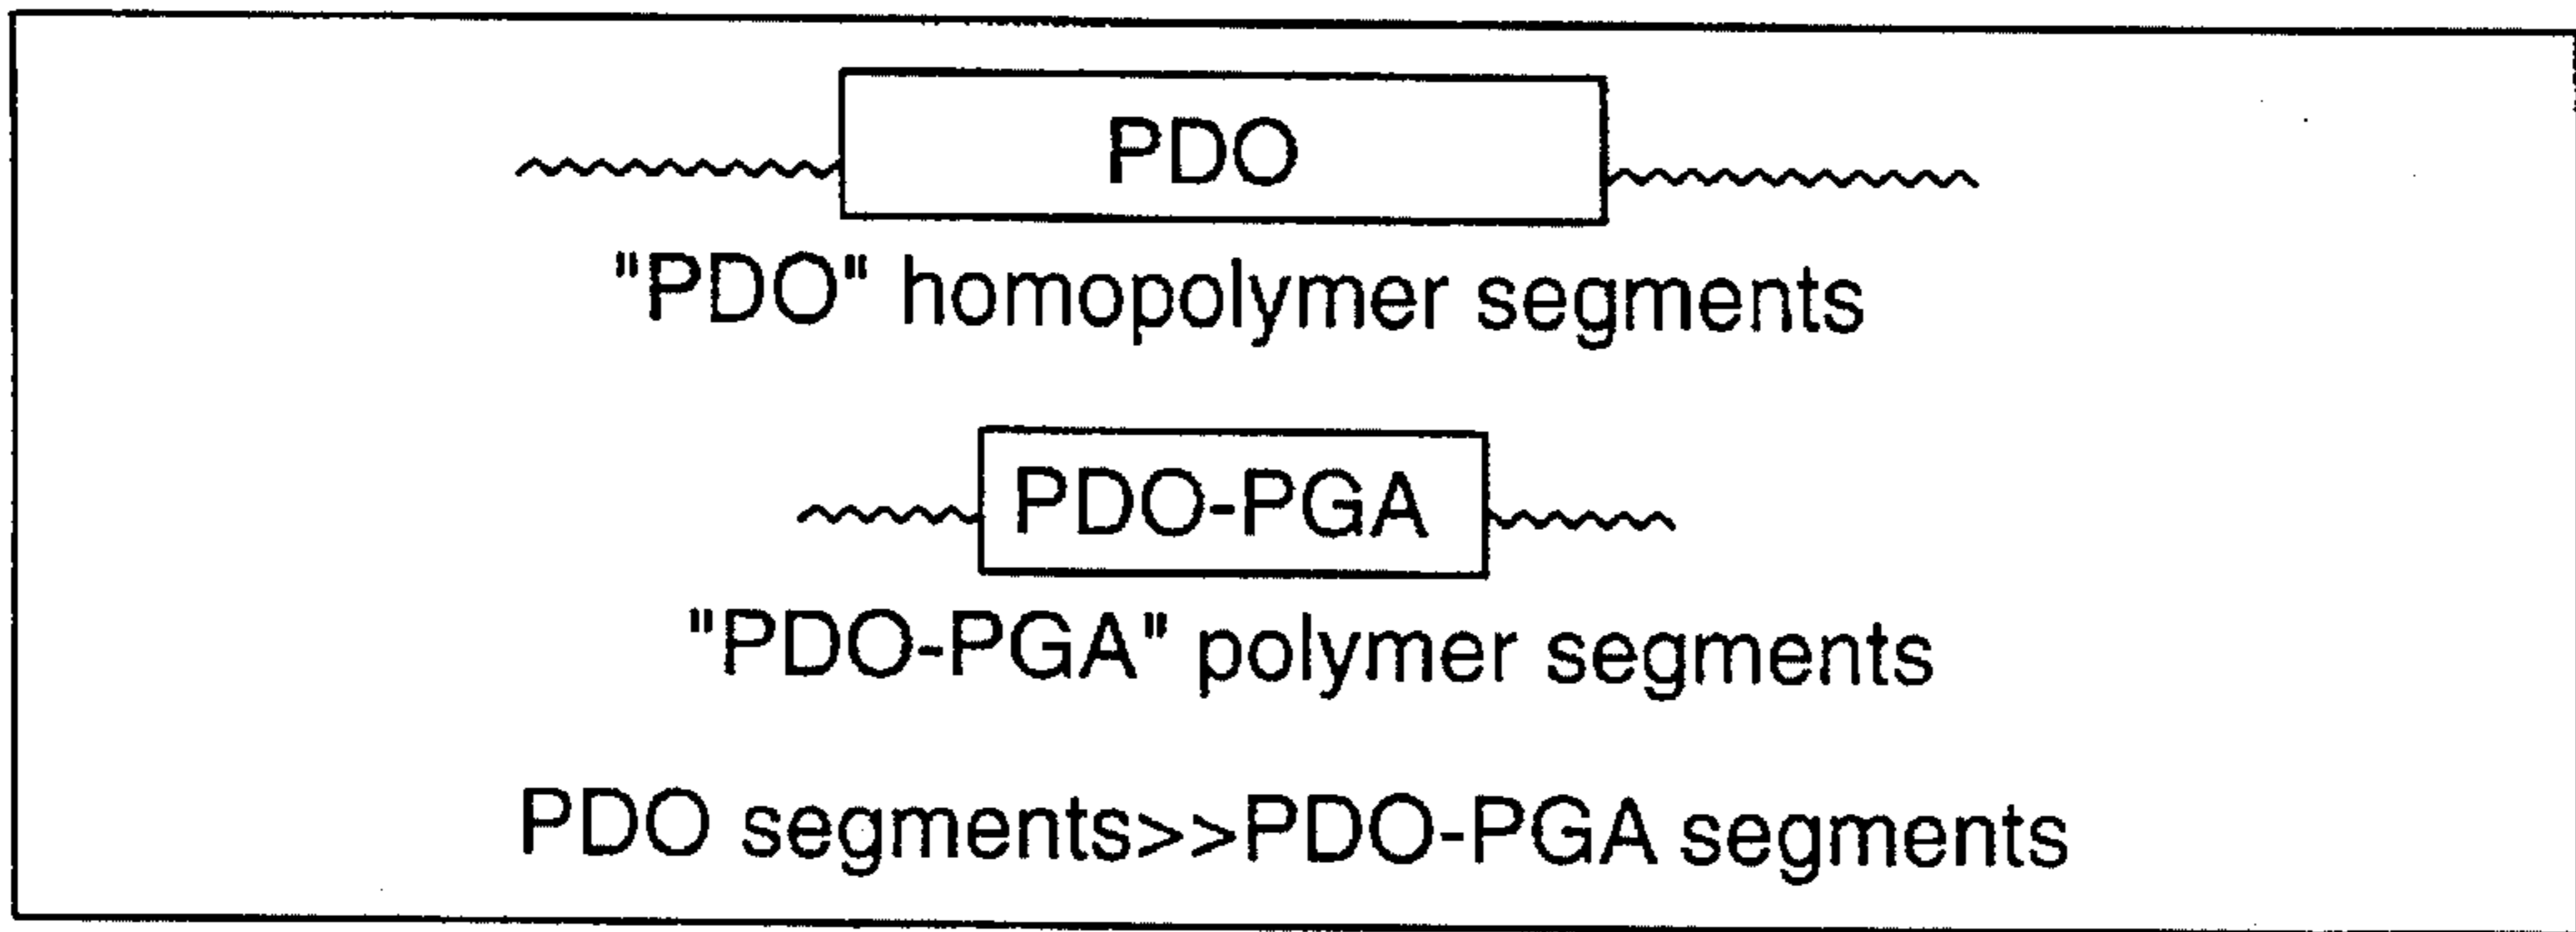 PDO
"PDO" homopolymer segments
PDO-PGA
"PDO-PGA" polymer segments
PDO segments>>PDO-PGA segments